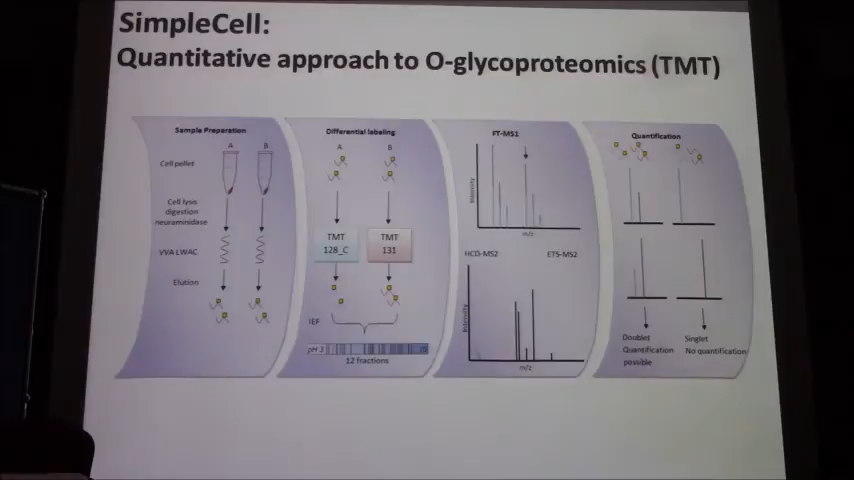 SimpleCell:
Quantitative approach to O-glycoproteomics (TMT)
Sample Preparation
A B
Cell pellet
Cell lysis
digestion
neuraminidase
VVA LWAC
Elution
Differential labeling
A B
TMT
128_C
TMT
131
IEF
pH 3
12 fractions
FT-MS1
Intensity
m/z
HCD-MS2 ETS-MS2
Intensity
m/z
Quantification
Doublet
Quantification
possible
Singlet
No quantification